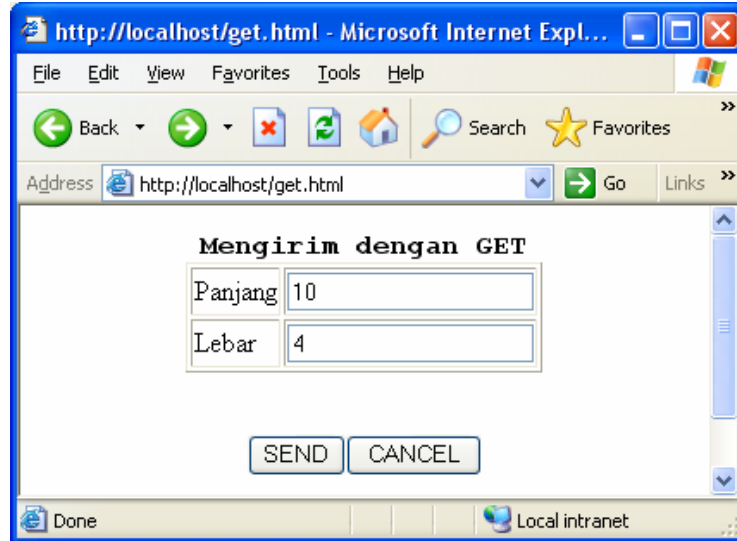 http://localhost/get.html - Microsoft Internet Expl...
File Edit View Favorites Tools Help
Back Search Favorites »
Address http://localhost/get.html Go Links »
Mengirim dengan GET
Panjang 10
Lebar 4
SEND CANCEL
Done Local intranet